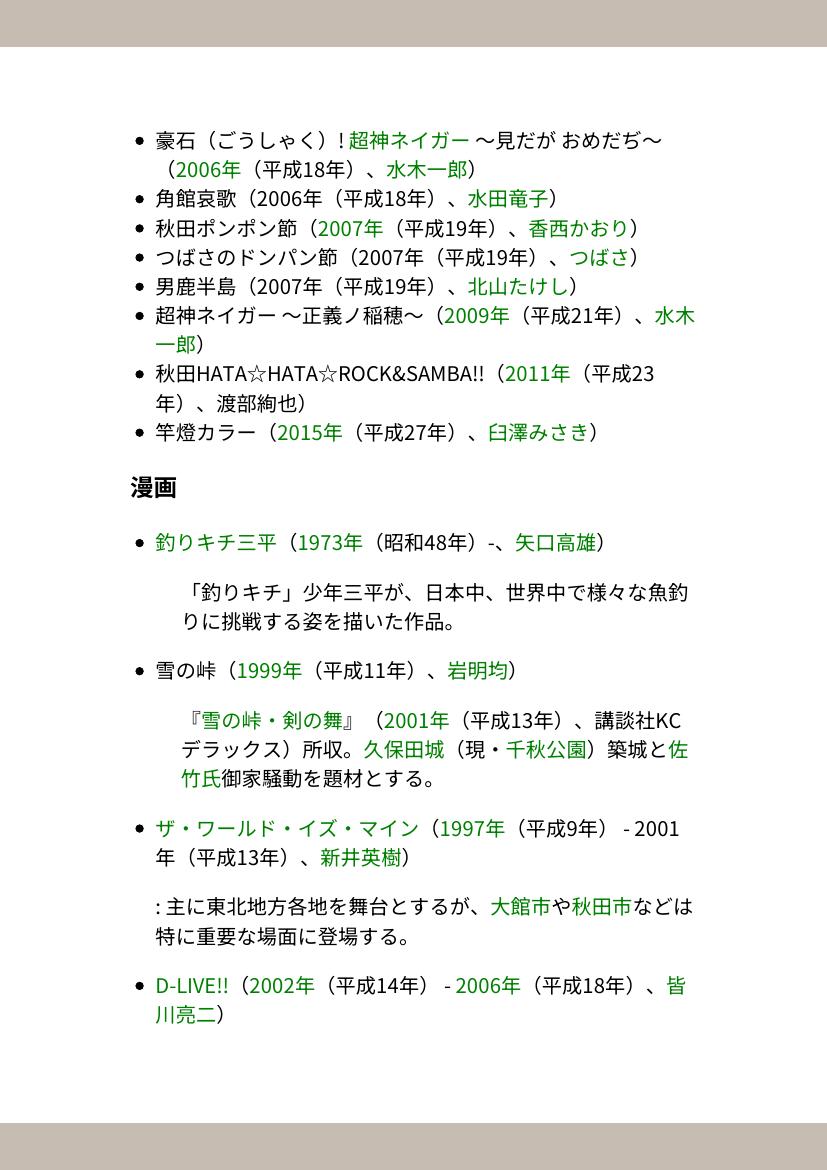 • 豪石（ごうしゃく）! 超神ネイガー 〜見だが おめだぢ〜
（2006年（平成18年）、水木一郎）
• 角館哀歌（2006年（平成18年）、水田竜子）
• 秋田ポンポン節（2007年（平成19年）、香西かおり）
• つばさのドンパン節（2007年（平成19年）、つばさ）
• 男鹿半島（2007年（平成19年）、北山たけし）
• 超神ネイガー 〜正義ノ稲穂〜（2009年（平成21年）、水木
一郎）
• 秋田HATA☆HATA☆ROCK&SAMBA!!（2011年（平成23
年）、渡部絢也）
• 竿燈カラー（2015年（平成27年）、臼澤みさき）
漫画
• 釣りキチ三平（1973年（昭和48年）-、矢口高雄）
「釣りキチ」少年三平が、日本中、世界中で様々な魚釣
りに挑戦する姿を描いた作品。
• 雪の峠（1999年（平成11年）、岩明均）
『雪の峠・剣の舞』（2001年（平成13年）、講談社KC
デラックス）所収。久保田城（現・千秋公園）築城と佐
竹氏御家騒動を題材とする。
• ザ・ワールド・イズ・マイン（1997年（平成9年） - 2001
年（平成13年）、新井英樹）
: 主に東北地方各地を舞台とするが、大館市や秋田市などは
特に重要な場面に登場する。
• D-LIVE!!（2002年（平成14年） - 2006年（平成18年）、皆
川亮二）